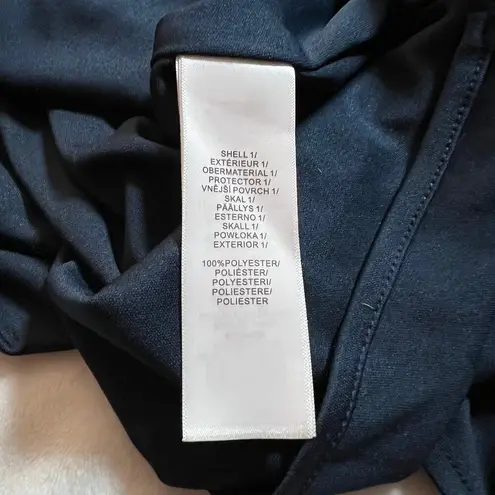 SHELL 1/
EXTÉRIEUR 1/
OBERMATERIAL 1/
PROTECTOR 1/
VNĚJŠÍ POVRCH 1/
SKAL 1/
PÄÄLLYS 1/
ESTERNO 1/
SKALL 1/
POWŁOKA 1/
EXTERIOR 1/
100%POLYESTER/
POLIÉSTER/
POLYESTERI/
POLIESTERE/
POLIESTER